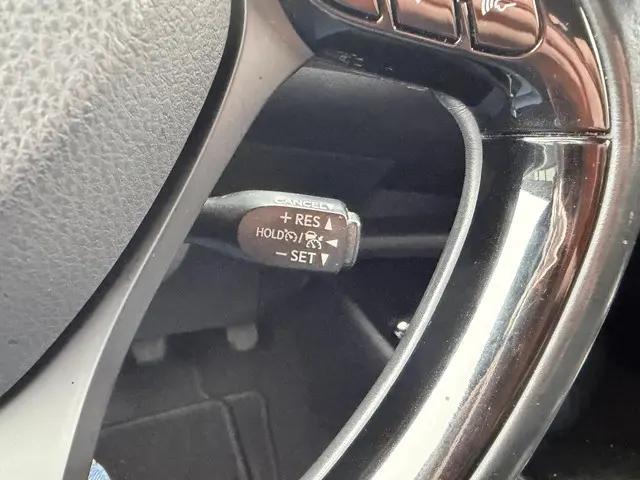 CANCEL
+ RES ▲
HOLD / ◄
− SET ▼